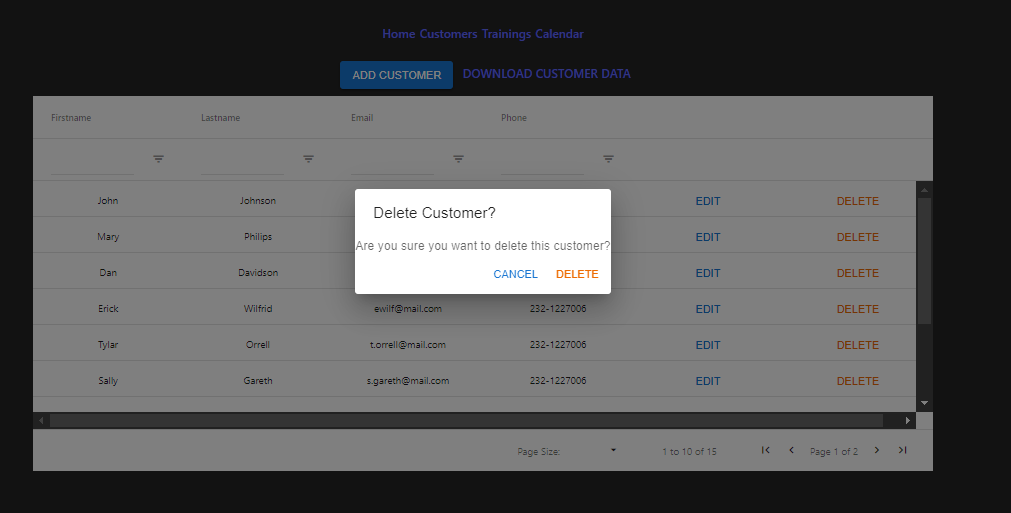 Home Customers Trainings Calendar
ADD CUSTOMER DOWNLOAD CUSTOMER DATA
Firstname Lastname Email Phone
John Johnson EDIT DELETE
Mary Philips EDIT DELETE
Dan Davidson EDIT DELETE
Delete Customer?
Are you sure you want to delete this customer?
CANCEL DELETE
Erick Wilfrid ewilf@mail.com 232-1227006 EDIT DELETE
Tylar Orrell t.orrell@mail.com 232-1227006 EDIT DELETE
Sally Gareth s.gareth@mail.com 232-1227006 EDIT DELETE
Page Size: 1 to 10 of 15 Page 1 of 2